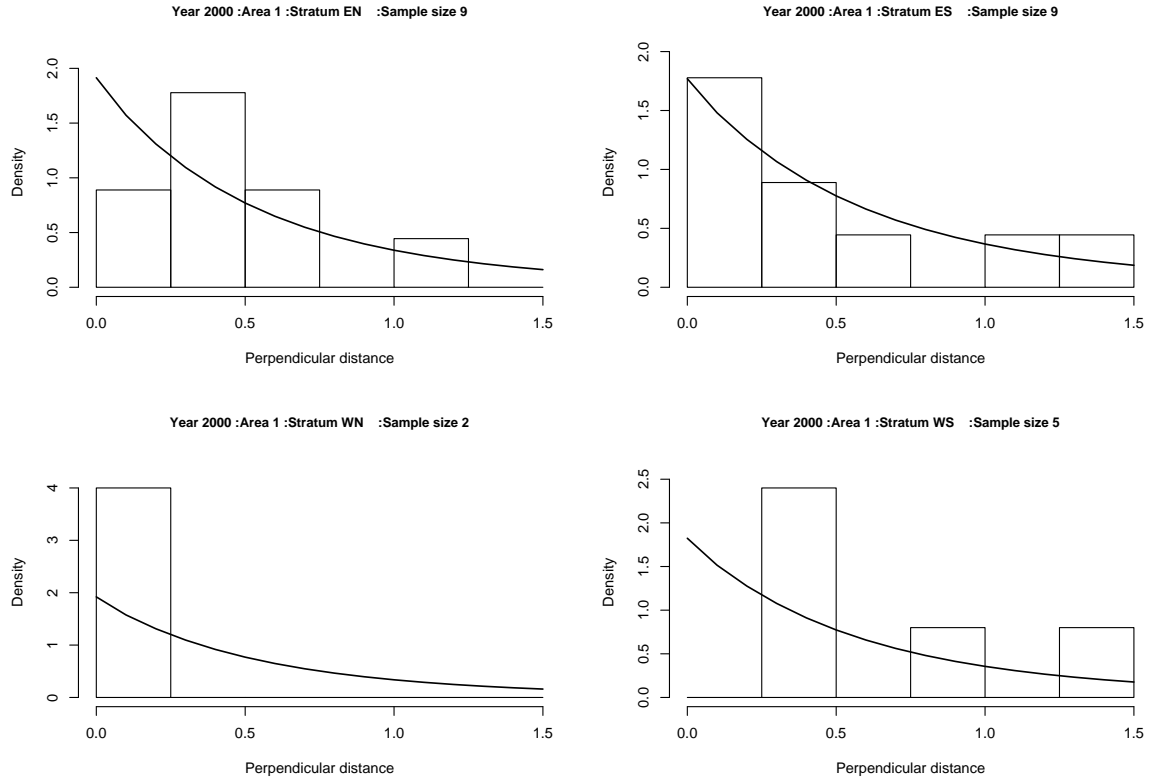 Year 2000 :Area 1 :Stratum EN :Sample size 9
Density
2.0
1.5
1.0
0.5
0.0
0.0 0.5 1.0 1.5
Perpendicular distance
Year 2000 :Area 1 :Stratum ES :Sample size 9
Density
2.0
1.5
1.0
0.5
0.0
0.0 0.5 1.0 1.5
Perpendicular distance
Year 2000 :Area 1 :Stratum WN :Sample size 2
Density
4
3
2
1
0
0.0 0.5 1.0 1.5
Perpendicular distance
Year 2000 :Area 1 :Stratum WS :Sample size 5
Density
2.5
2.0
1.5
1.0
0.5
0.0
0.0 0.5 1.0 1.5
Perpendicular distance